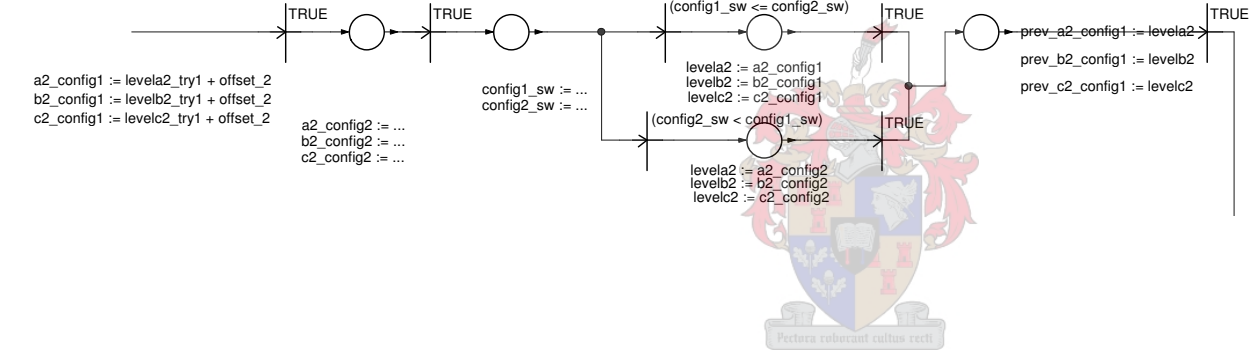 TRUE
TRUE
(config1_sw <= config2_sw)
TRUE
TRUE
prev_a2_config1 := levela2
prev_b2_config1 := levelb2
prev_c2_config1 := levelc2
a2_config1 := levela2_try1 + offset_2
b2_config1 := levelb2_try1 + offset_2
c2_config1 := levelc2_try1 + offset_2
a2_config2 := ...
b2_config2 := ...
c2_config2 := ...
config1_sw := ...
config2_sw := ...
levela2 := a2_config1
levelb2 := b2_config1
levelc2 := c2_config1
(config2_sw < config1_sw)
TRUE
levela2 := a2_config2
levelb2 := b2_config2
levelc2 := c2_config2
Pectora roborant cultus recti